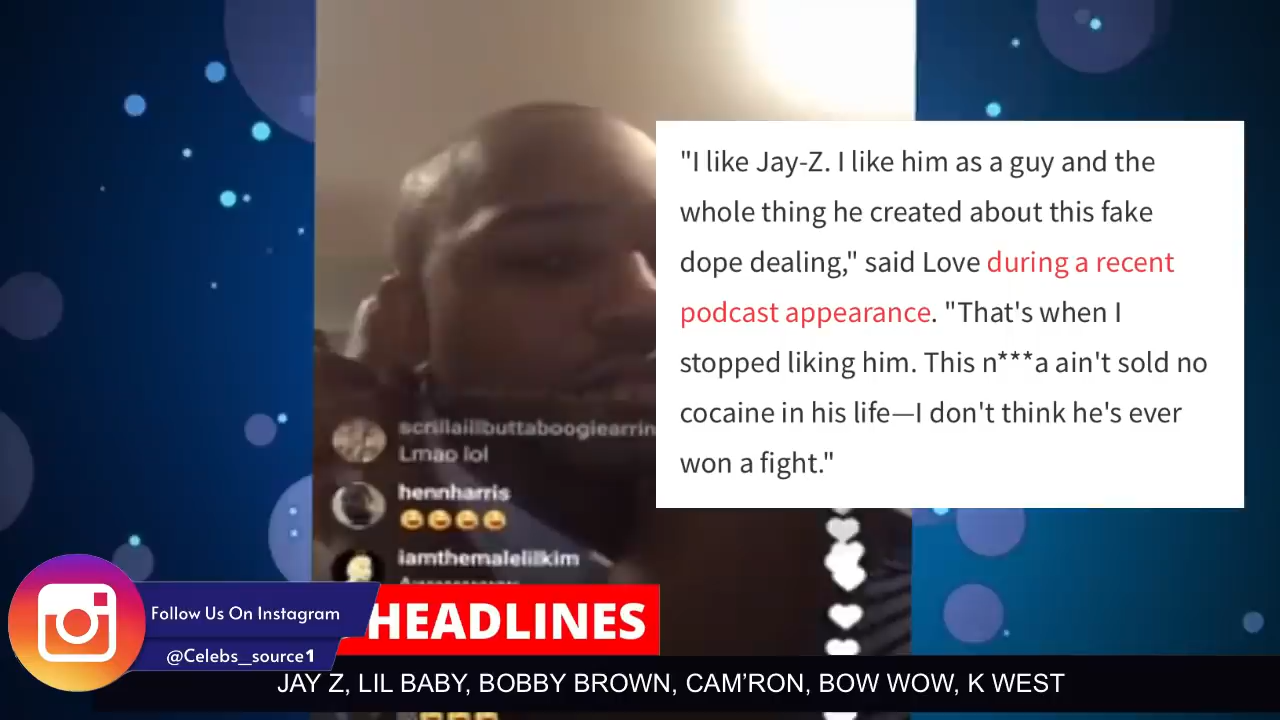 "I like Jay-Z. I like him as a guy and the
whole thing he created about this fake
dope dealing," said Love during a recent
podcast appearance. "That's when I
stopped liking him. This n***a ain't sold no
cocaine in his life—I don't think he's ever
won a fight."
Lmao lol
hennharris
iamthemalelilkim
HEADLINES
Follow Us On Instagram
@Celebs_source1
JAY Z, LIL BABY, BOBBY BROWN, CAM'RON, BOW WOW, K WEST